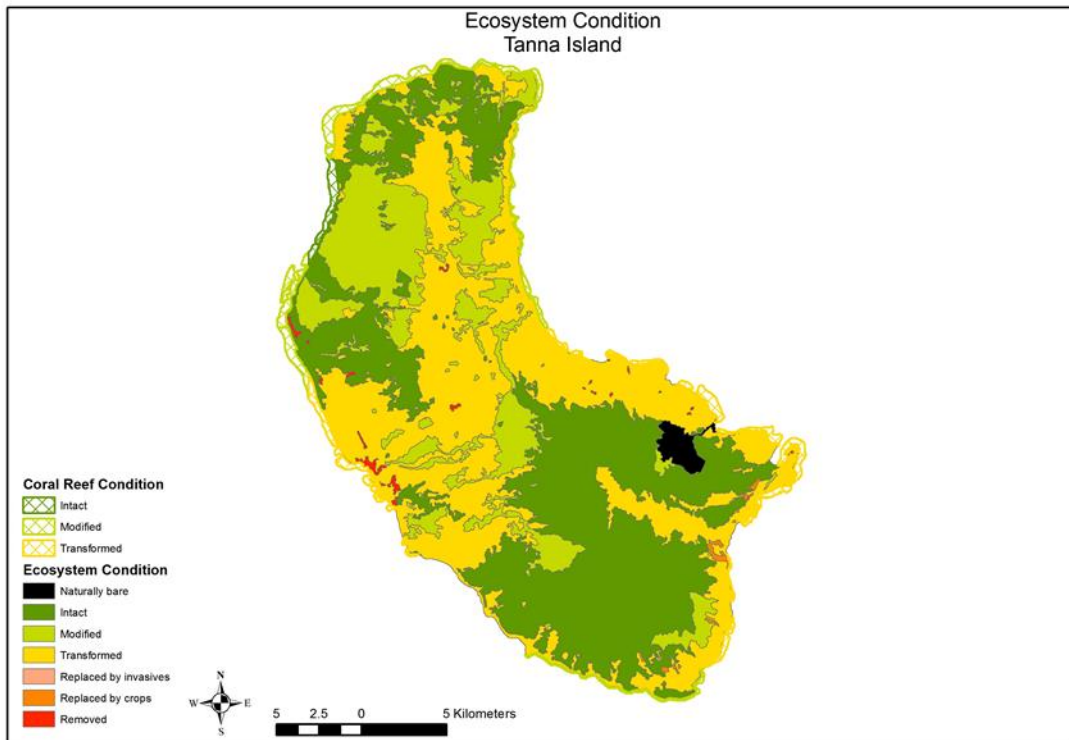 Ecosystem Condition
Tanna Island
Coral Reef Condition
Intact
Modified
Transformed
Ecosystem Condition
Naturally bare
Intact
Modified
Transformed
Replaced by invasives
Replaced by crops
Removed
N
W E
S
5 2.5 0 5 Kilometers